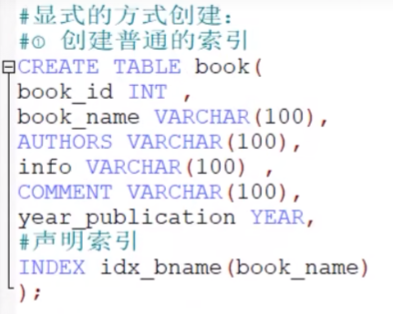 #显式的方式创建：
#① 创建普通的索引
CREATE TABLE book(
book_id INT ,
book_name VARCHAR(100),
AUTHORS VARCHAR(100),
info VARCHAR(100) ,
COMMENT VARCHAR(100),
year_publication YEAR,
#声明索引
INDEX idx_bname(book_name)
);